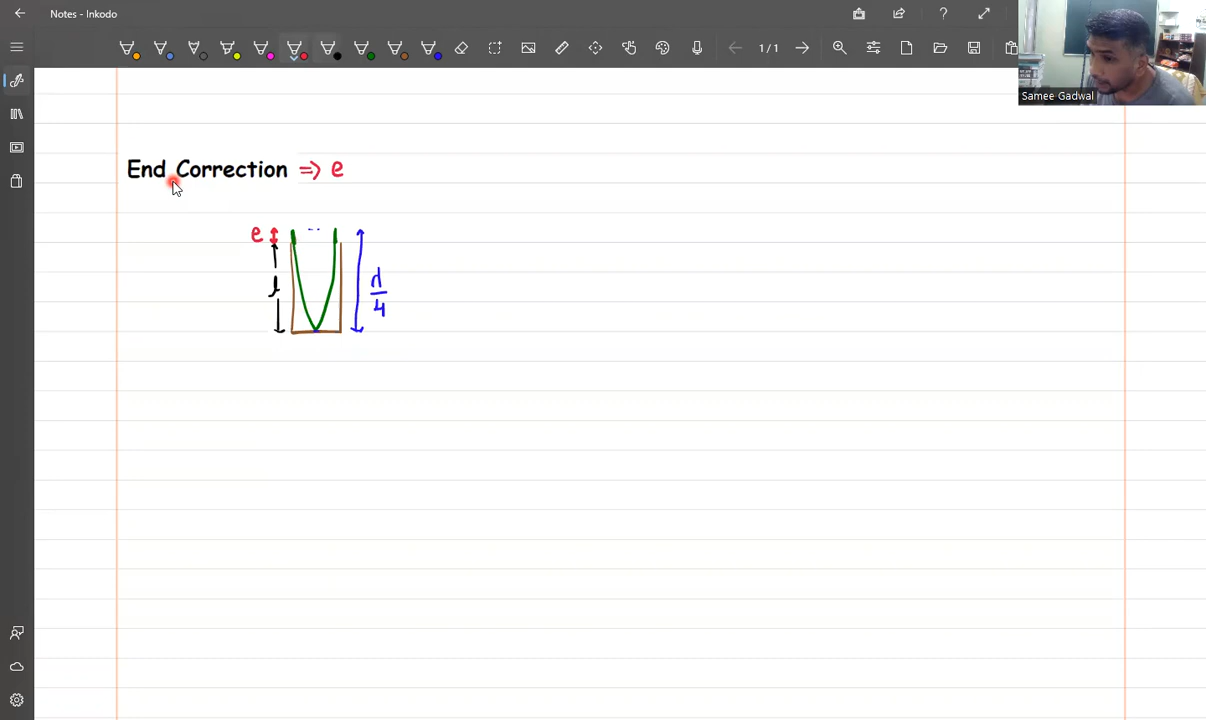 Notes - Inkodo
1 / 1
Samee Gadwal
End Correction => e
e
l
λ/4